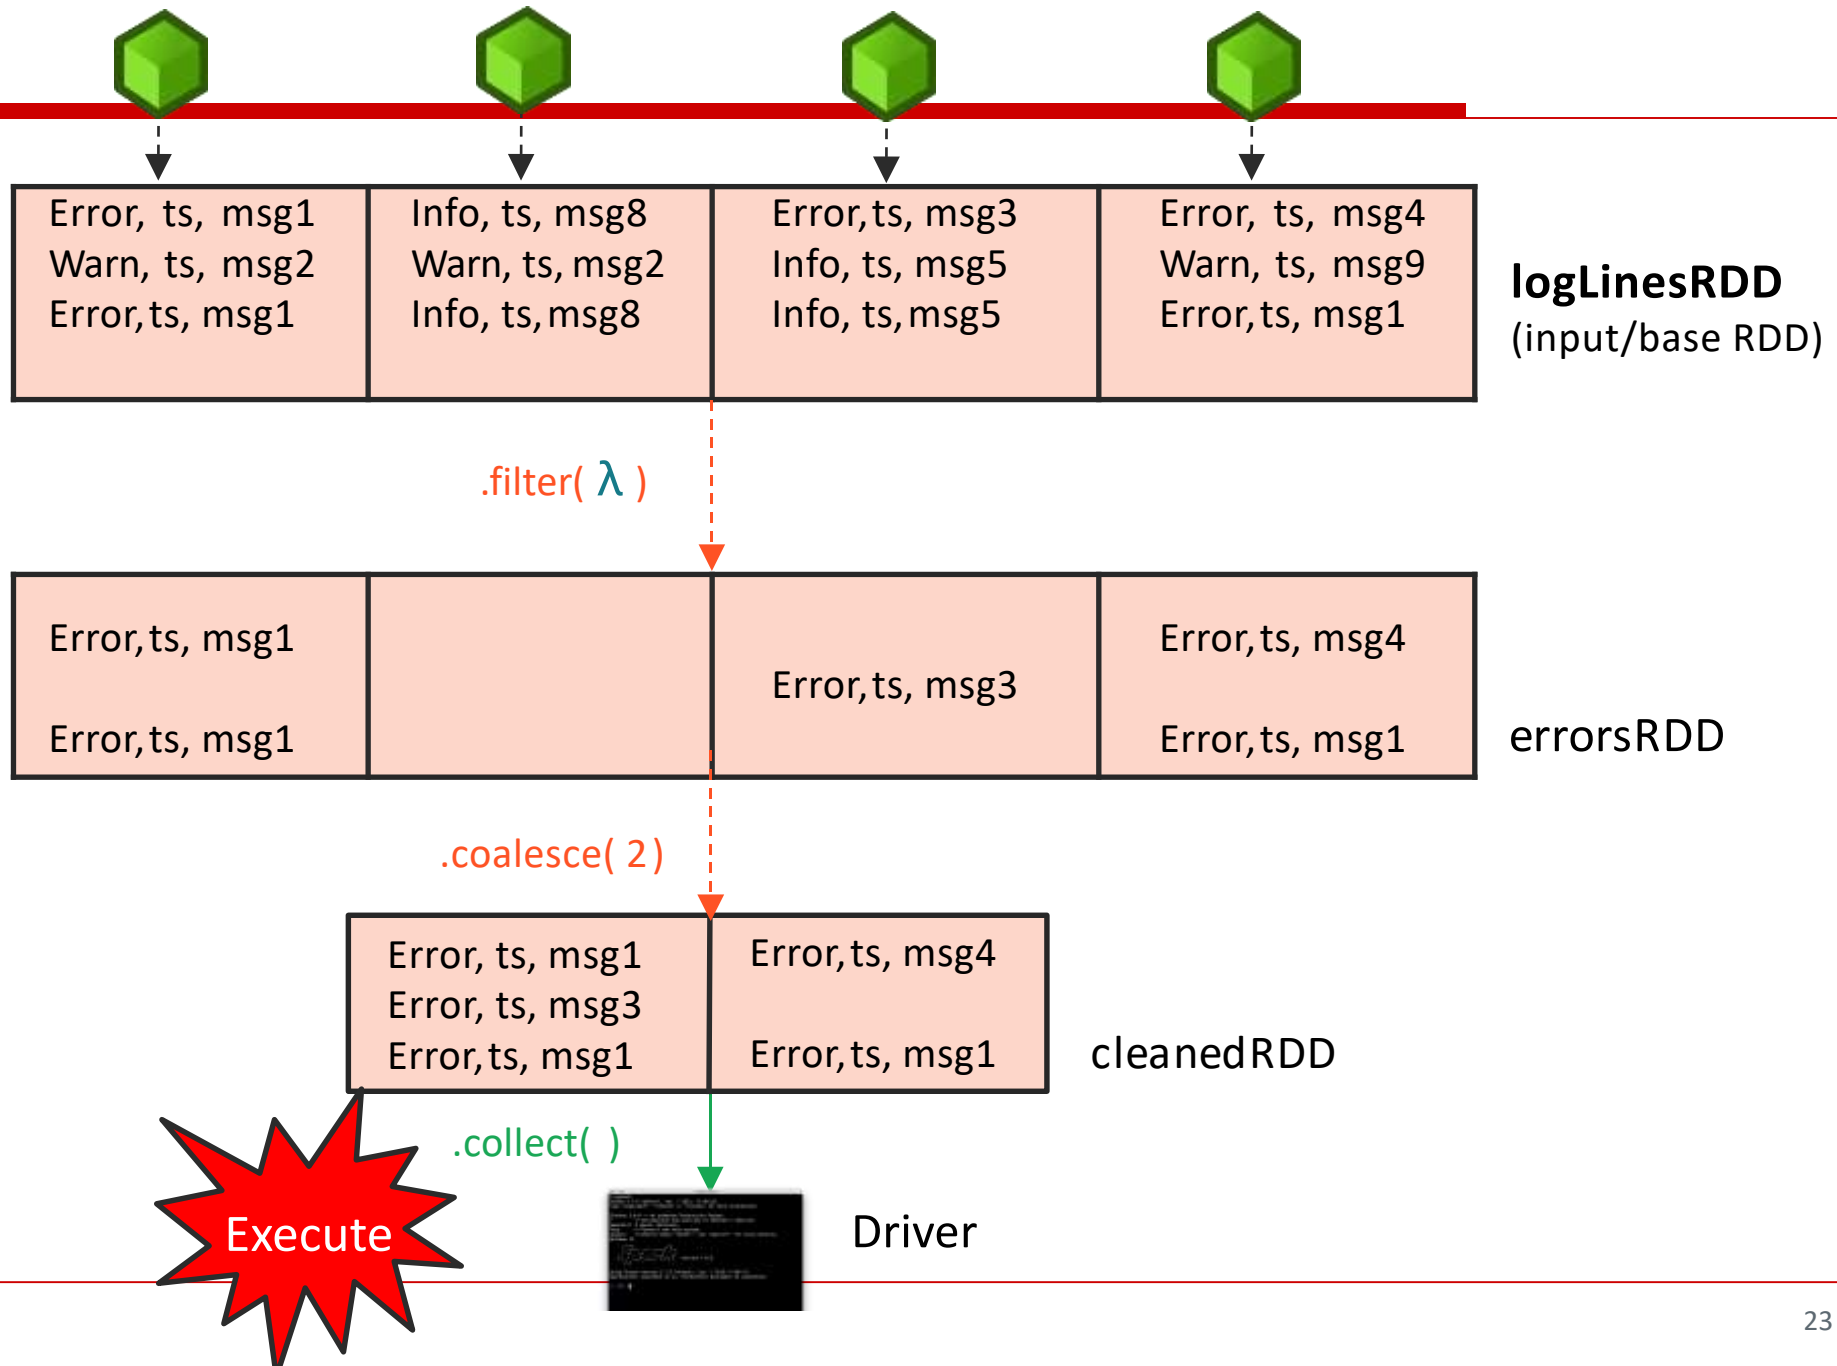 Error, ts, msg1
Warn, ts, msg2
Error, ts, msg1
Info, ts, msg8
Warn, ts, msg2
Info, ts, msg8
Error, ts, msg3
Info, ts, msg5
Info, ts, msg5
Error, ts, msg4
Warn, ts, msg9
Error, ts, msg1
logLinesRDD
(input/base RDD)
.filter( λ )
Error, ts, msg1
Error, ts, msg1
Error, ts, msg3
Error, ts, msg4
Error, ts, msg1
errorsRDD
.coalesce( 2 )
Error, ts, msg1
Error, ts, msg3
Error, ts, msg1
Error, ts, msg4
Error, ts, msg1
cleanedRDD
.collect( )
Execute
Driver
23